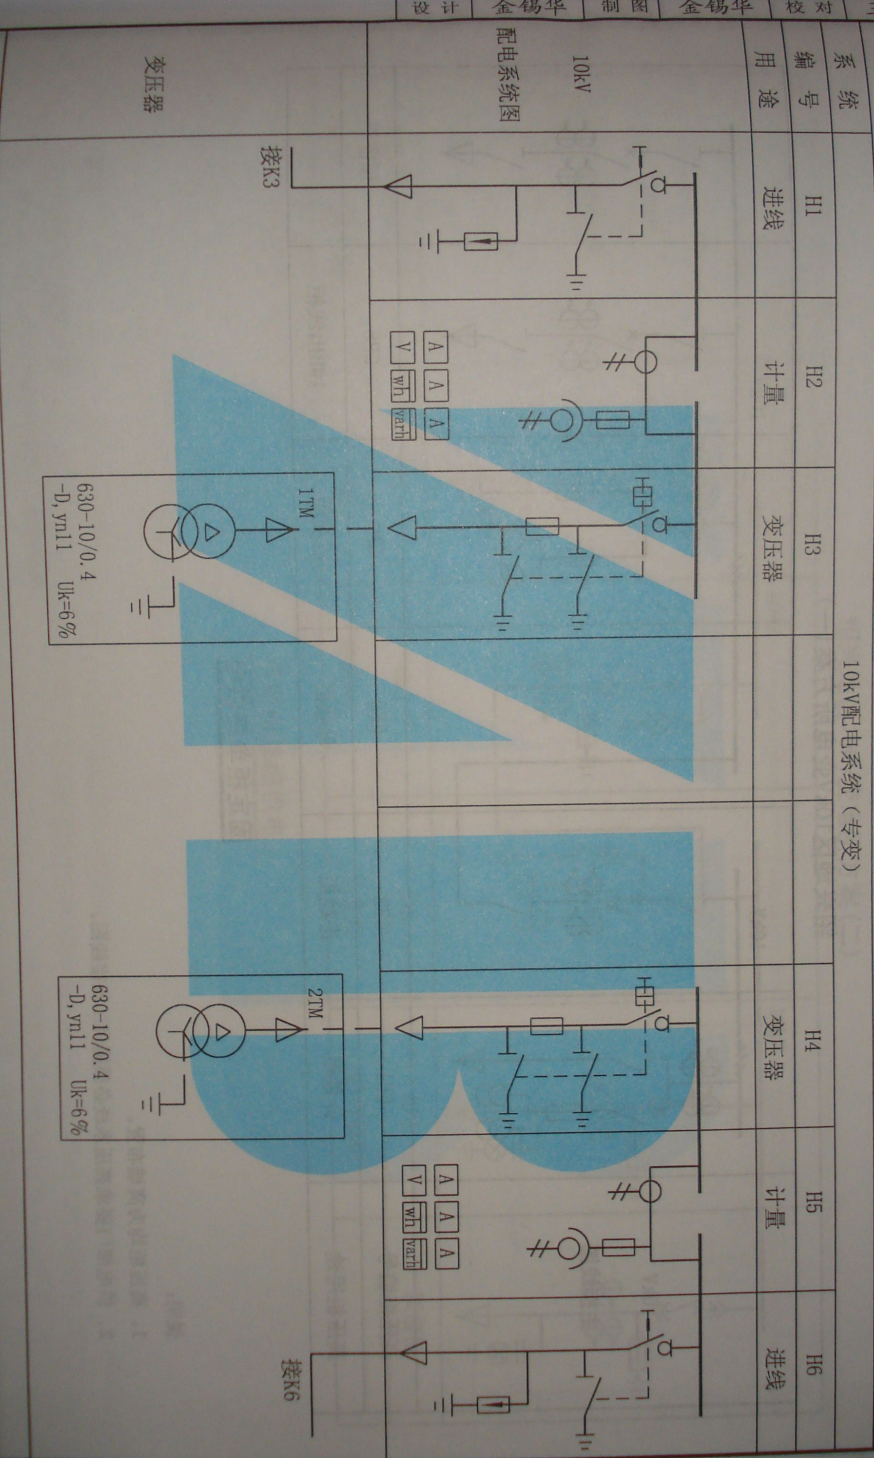 设计
金锡华
制图
金锡华
校对
系统
10kV配电系统(专变)
编号
H1
H2
H3
H4
H5
H6
用途
进线
计量
变压器
变压器
计量
进线
10kV
配电系统图
A
A
A
V
wh
varh
A
A
A
V
wh
varh
变压器
接K3
1TM
630-10/0.4
-D,yn11 Uk=6%
2TM
630-10/0.4
-D,yn11 Uk=6%
接K6